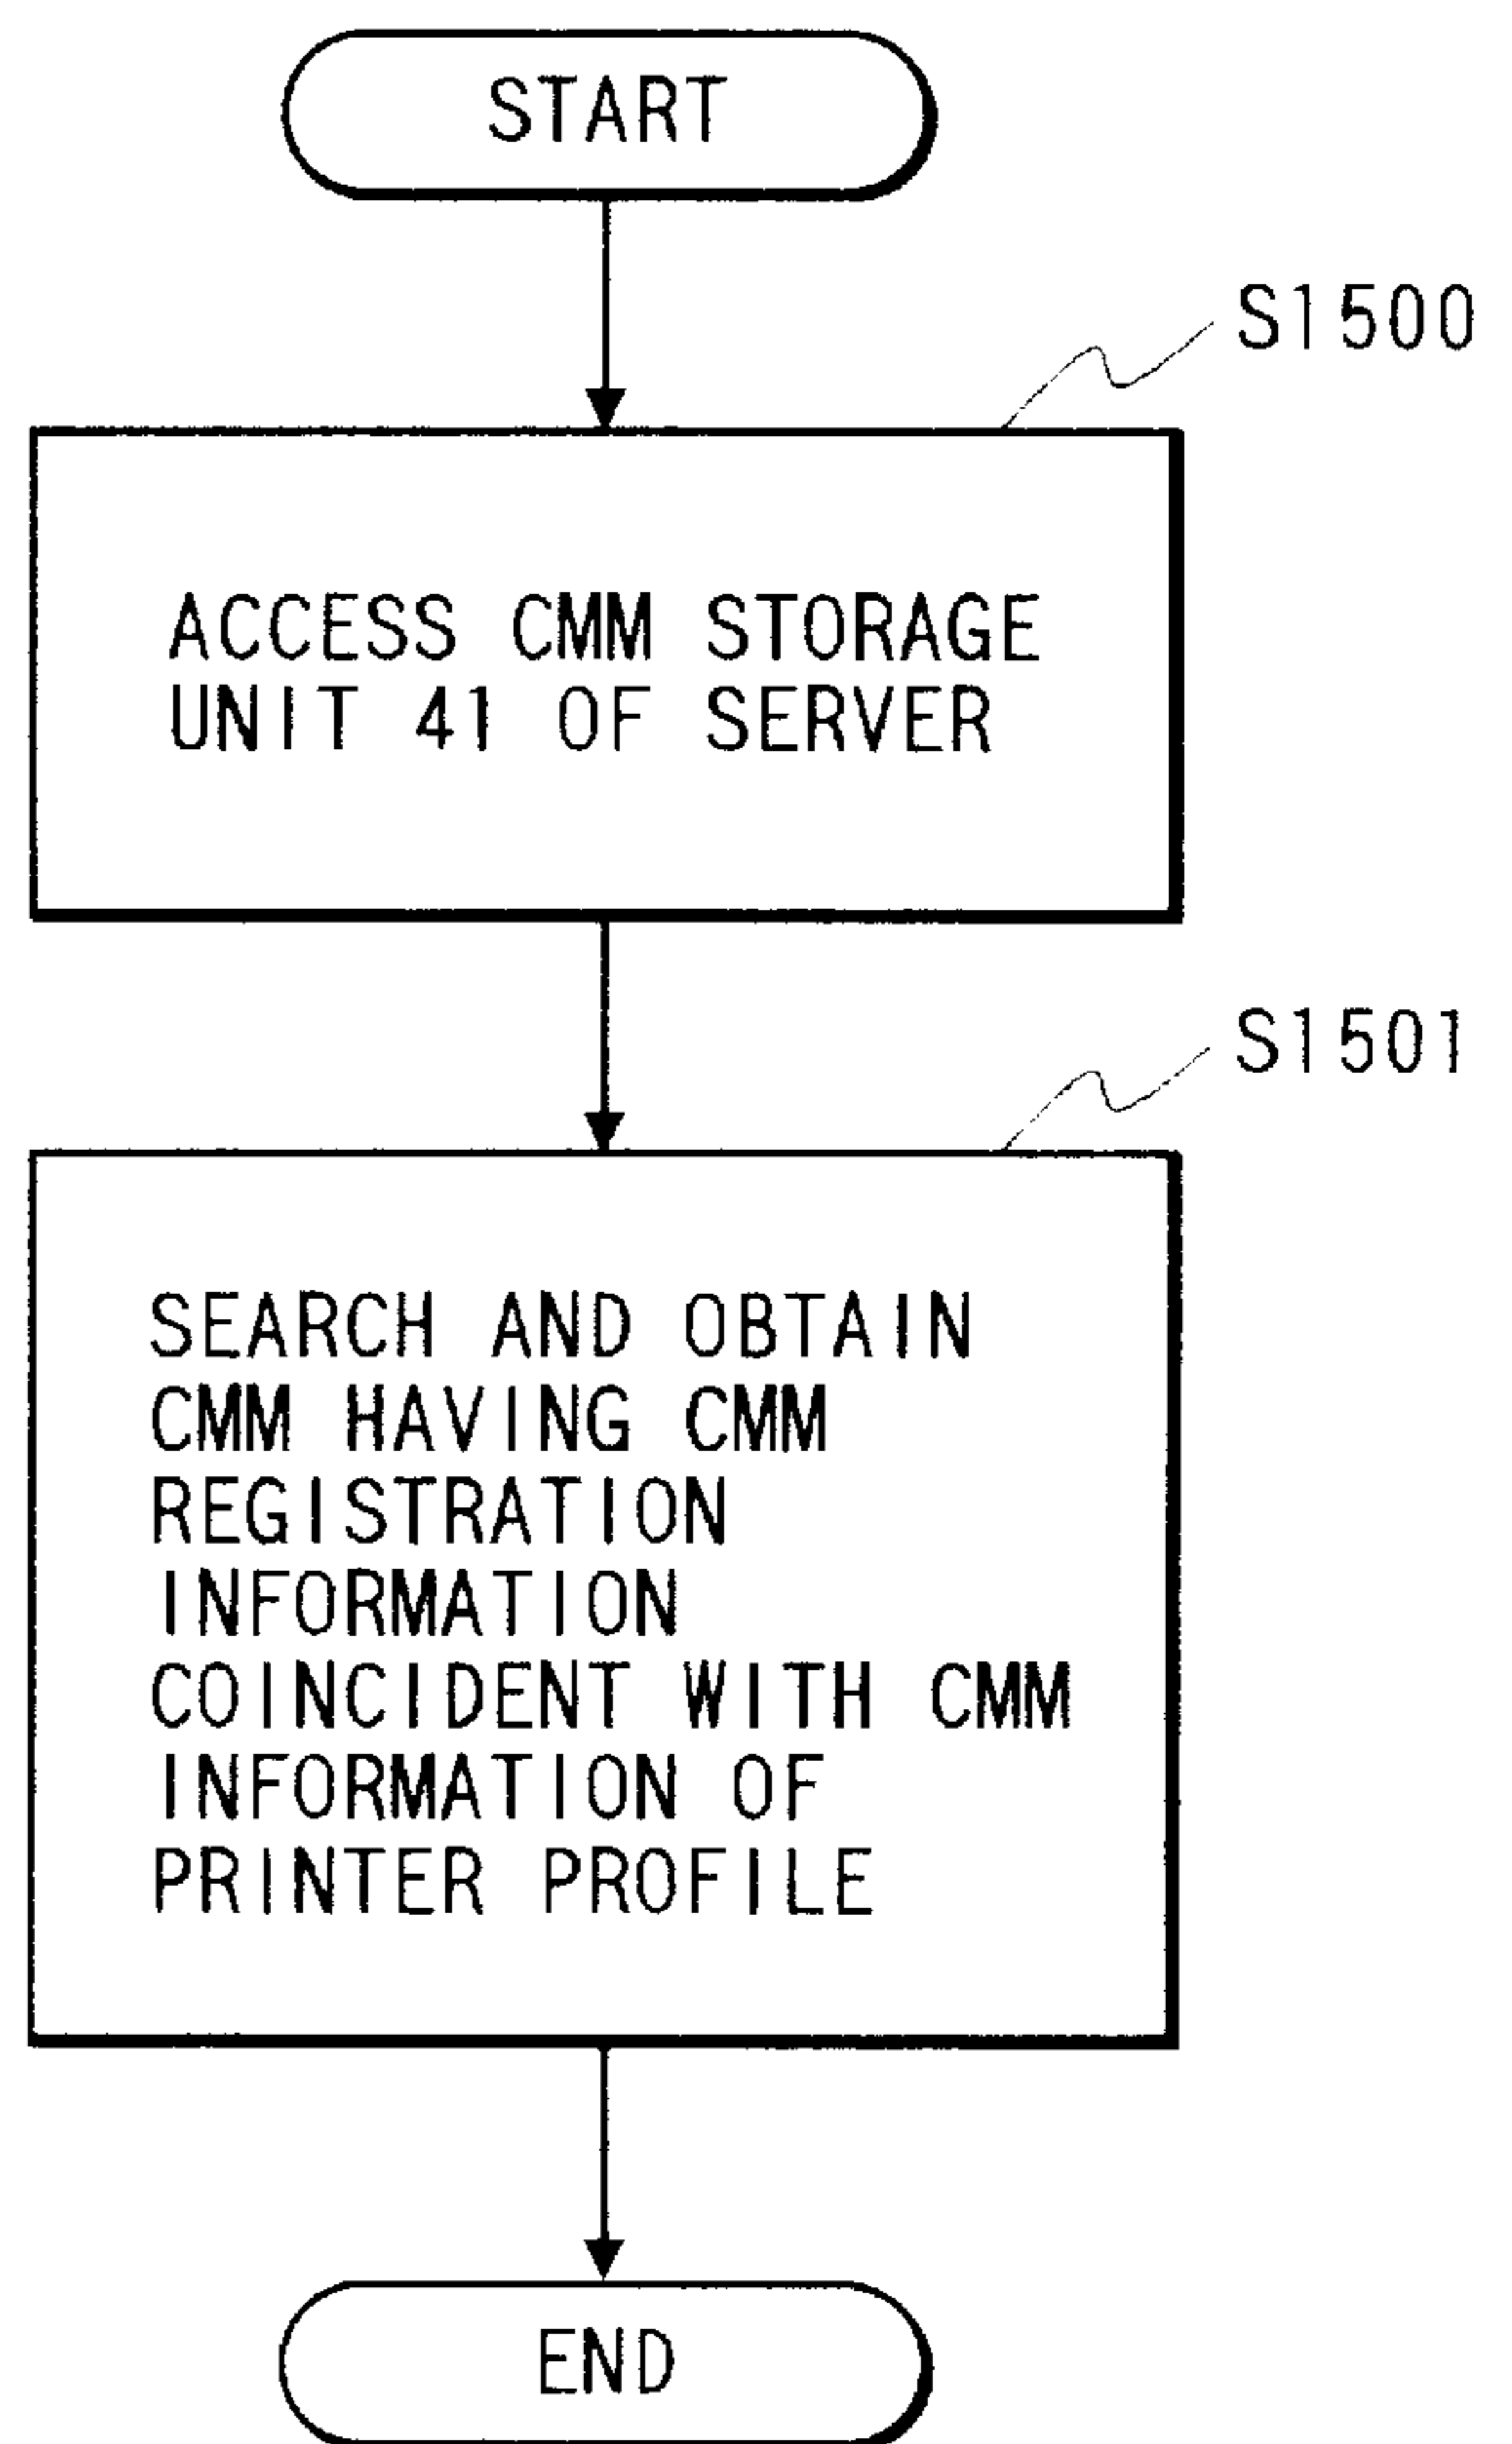 START
S1500
ACCESS CMM STORAGE
UNIT 41 OF SERVER
S1501
SEARCH AND OBTAIN
CMM HAVING CMM
REGISTRATION
INFORMATION
COINCIDENT WITH CMM
INFORMATION OF
PRINTER PROFILE
END